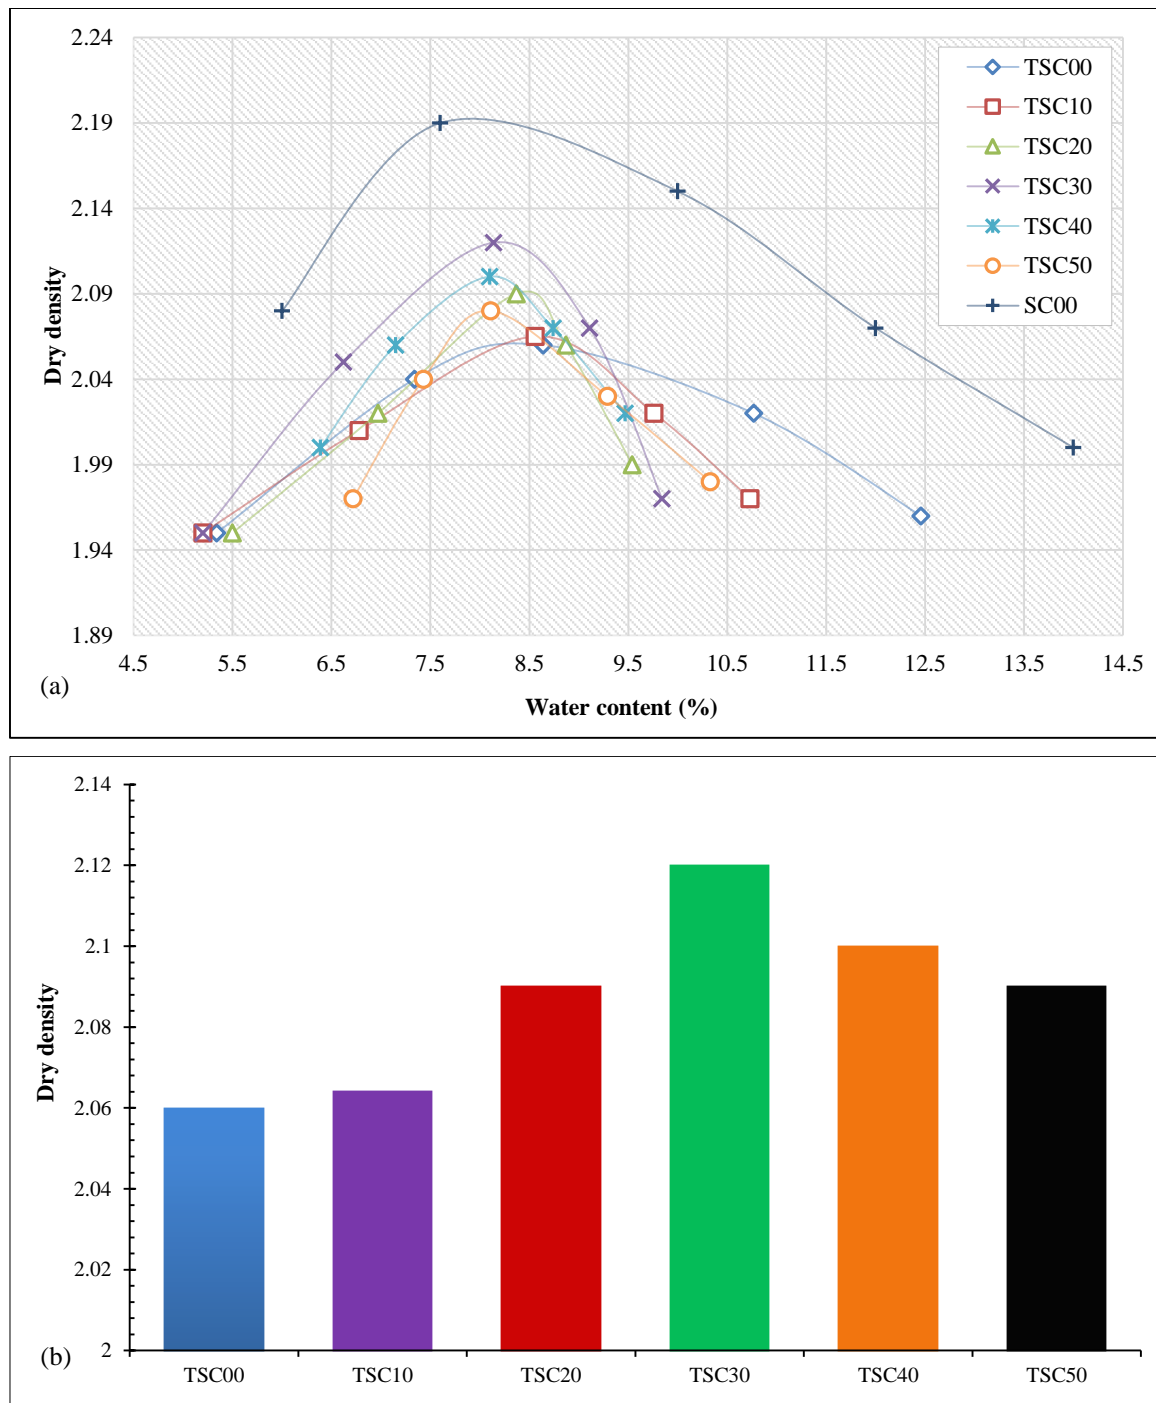 2.24
2.19
2.14
2.09
2.04
1.99
1.94
1.89
Dry density
4.5 5.5 6.5 7.5 8.5 9.5 10.5 11.5 12.5 13.5 14.5
Water content (%)
(a)
TSC00
TSC10
TSC20
TSC30
TSC40
TSC50
SC00
2.14
2.12
2.1
2.08
2.06
2.04
2.02
2
Dry density
(b)
TSC00 TSC10 TSC20 TSC30 TSC40 TSC50